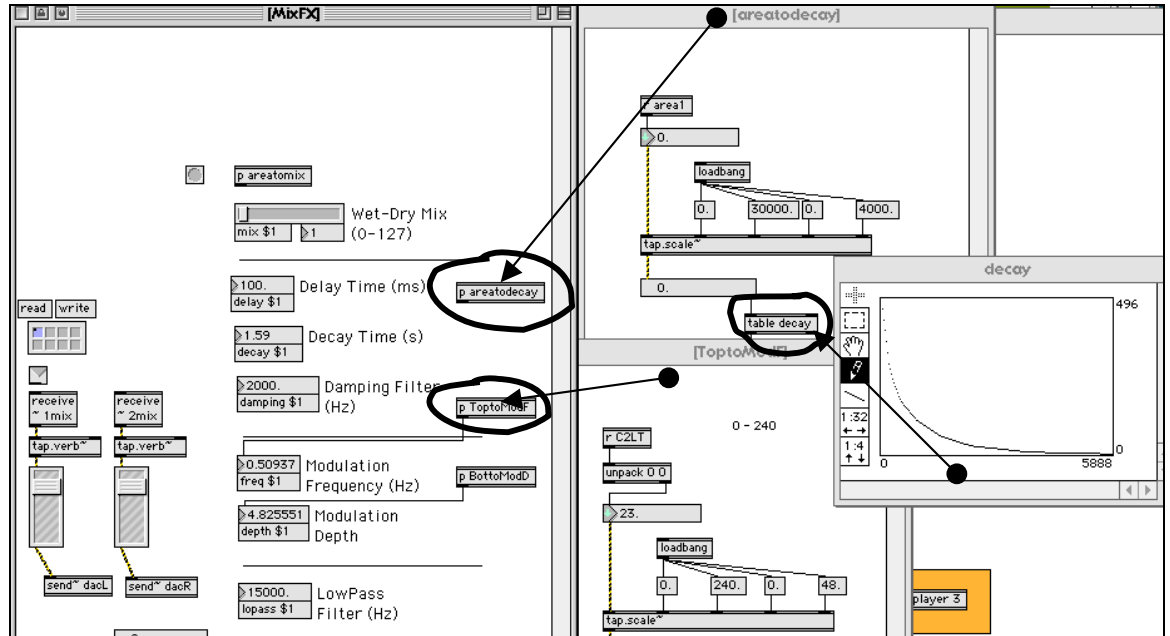 [MixFX]
p areatomix
Wet-Dry Mix
(0-127)
mix $1
1
100.
Delay Time (ms)
delay $1
p areatodecay
read
write
1.59
Decay Time (s)
decay $1
2000.
Damping Filter
(Hz)
damping $1
p ToptoModF
receive
~ 1mix
receive
~ 2mix
tap.verb~
tap.verb~
0.50937
Modulation
Frequency (Hz)
freq $1
p BottoModD
4.825551
Modulation
Depth
depth $1
send~ dacL
send~ dacR
15000.
LowPass
Filter (Hz)
lopass $1
[areatodecay]
r area1
0.
loadbang
0.
30000.
0.
4000.
tap.scale~
0.
table decay
decay
496
0
0
5888
1:32
1:4
[ToptoModF]
0 - 240
r C2LT
unpack 0 0
23.
loadbang
0.
240.
0.
48.
tap.scale~
player 3